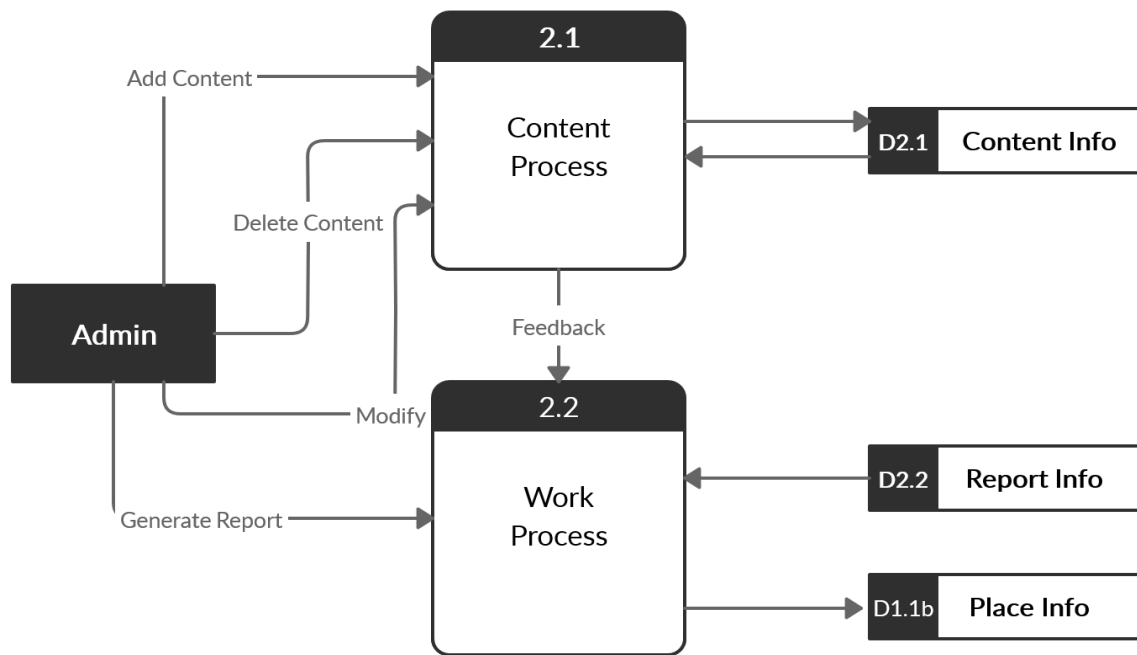 2.1
Add Content
Content
Process
D2.1
Content Info
Delete Content
Admin
Feedback
Modify
2.2
D2.2
Report Info
Work
Process
Generate Report
D1.1b
Place Info